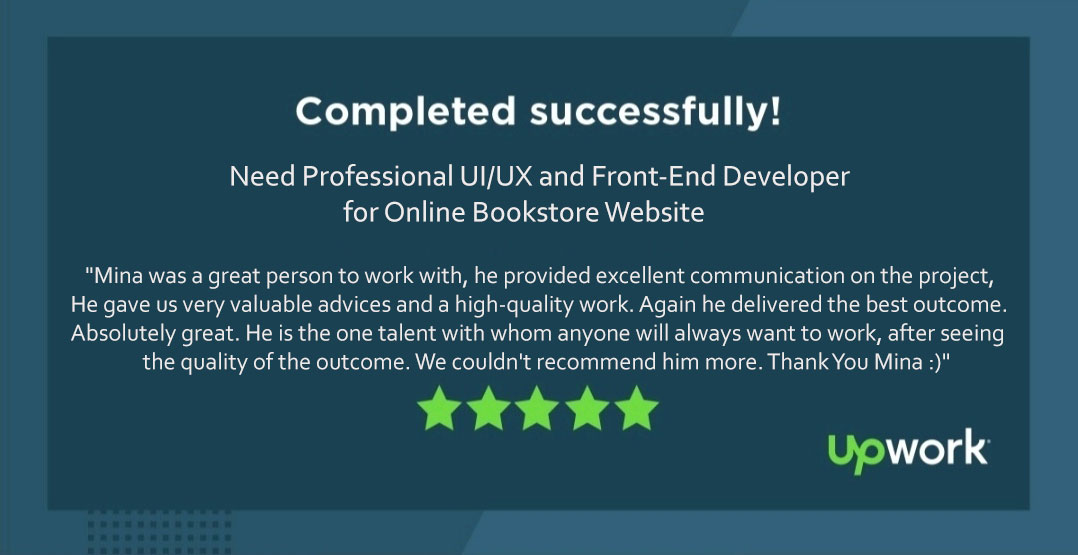 Completed successfully!
Need Professional UI/UX and Front-End Developer
for Online Bookstore Website
"Mina was a great person to work with, he provided excellent communication on the project,
He gave us very valuable advices and a high-quality work. Again he delivered the best outcome.
Absolutely great. He is the one talent with whom anyone will always want to work, after seeing
the quality of the outcome. We couldn't recommend him more. Thank You Mina :)"
upwork